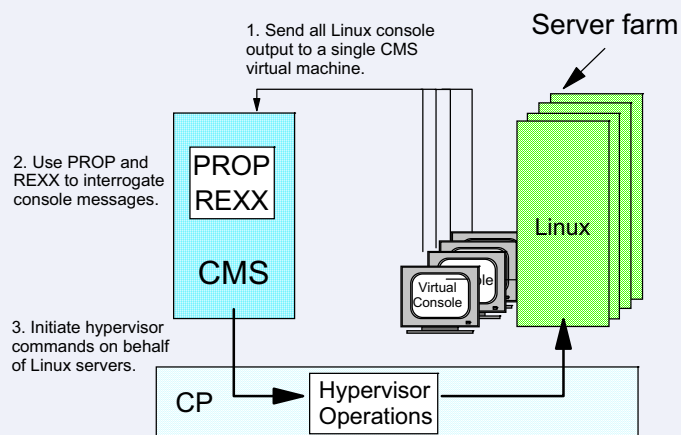 1. Send all Linux console
output to a single CMS
virtual machine.
Server farm
2. Use PROP and
REXX to interrogate
console messages.
PROP
REXX
CMS
Linux
Virtual
Console
3. Initiate hypervisor
commands on behalf
of Linux servers.
CP
Hypervisor
Operations